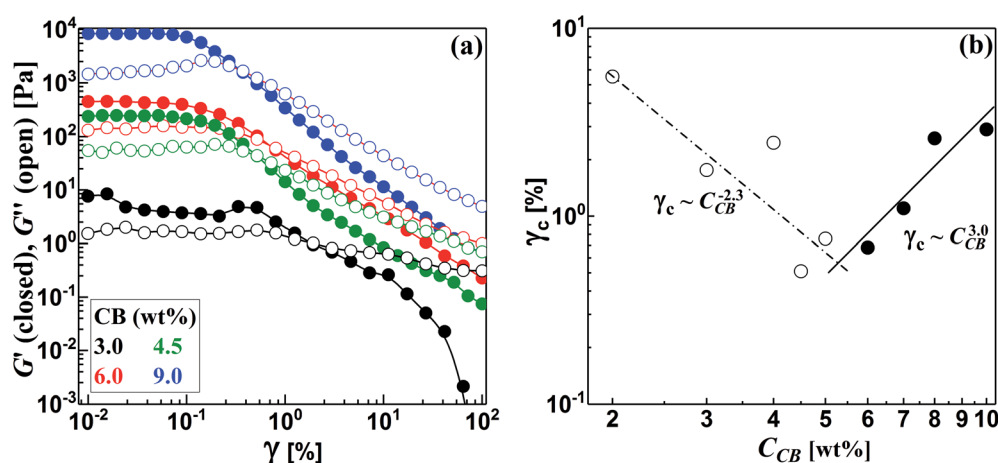 (a)
G' (closed), G'' (open) [Pa]
10^4
10^3
10^2
10^1
10^0
10^-1
10^-2
10^-3
CB (wt%)
3.0 4.5
6.0 9.0
10^-2 10^-1 10^0 10^1 10^2
γ [%]
(b)
γ_c [%]
10^1
10^0
10^-1
γ_c ~ C_CB^-2.3
γ_c ~ C_CB^3.0
2 3 4 5 6 7 8 9 10
C_CB [wt%]